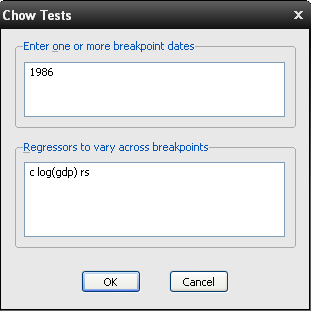 Chow Tests
Enter one or more breakpoint dates
1986
Regressors to vary across breakpoints
c log(gdp) rs
OK
Cancel